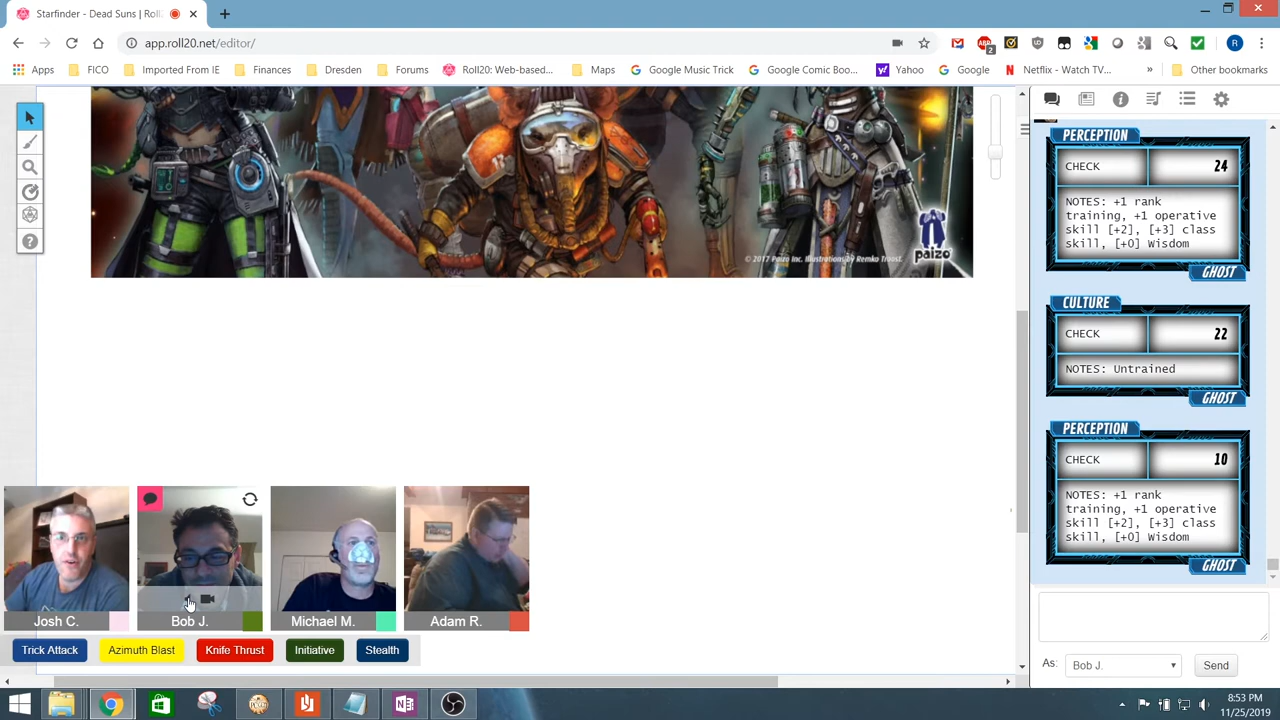 Starfinder - Dead Suns | Roll
app.roll20.net/editor/
2
R
Apps
FICO
Imported From IE
Finances
Dresden
Forums
Roll20: Web-based...
Maps
Google Music Trick
Google Comic Boo...
Yahoo
Google
Netflix - Watch TV...
»
Other bookmarks
paizo
© 2017 Paizo Inc. Illustrations by Remko Troost.
PERCEPTION
CHECK 24
NOTES: +1 rank
training, +1 operative
skill [+2], [+3] class
skill, [+0] Wisdom
GHOST
CULTURE
CHECK 22
NOTES: Untrained
GHOST
PERCEPTION
CHECK 10
NOTES: +1 rank
training, +1 operative
skill [+2], [+3] class
skill, [+0] Wisdom
GHOST
Josh C.
Bob J.
Michael M.
Adam R.
Trick Attack
Azimuth Blast
Knife Thrust
Initiative
Stealth
As:
Bob J.
Send
8:53 PM
11/25/2019